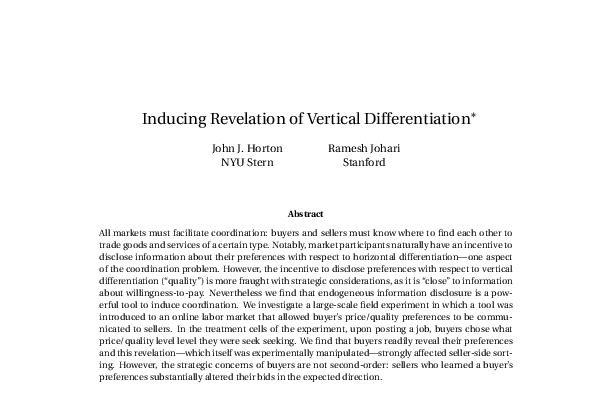 Inducing Revelation of Vertical Differentiation*
John J. Horton Ramesh Johari
NYU Stern Stanford
Abstract
All markets must facilitate coordination: buyers and sellers must know where to find each other to
trade goods and services of a certain type. Notably, market participants naturally have an incentive to
disclose information about their preferences with respect to horizontal differentiation—one aspect
of the coordination problem. However, the incentive to disclose preferences with respect to vertical
differentiation (“quality”) is more fraught with strategic considerations, as it is “close” to information
about willingness-to-pay. Nevertheless we find that endogeneous information disclosure is a pow-
erful tool to induce coordination. We investigate a large-scale field experiment in which a tool was
introduced to an online labor market that allowed buyer’s price/quality preferences to be commu-
nicated to sellers. In the treatment cells of the experiment, upon posting a job, buyers chose what
price/quality level level they were seek seeking. We find that buyers readily reveal their preferences
and this revelation—which itself was experimentally manipulated—strongly affected seller-side sort-
ing. However, the strategic concerns of buyers are not second-order: sellers who learned a buyer’s
preferences substantially altered their bids in the expected direction.